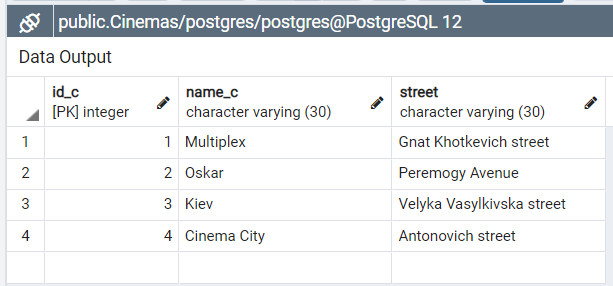 public.Cinemas/postgres/postgres@PostgreSQL 12
Data Output
id_c name_c street
[PK] integer character varying (30) character varying (30)
1 1 Multiplex Gnat Khotkevich street
2 2 Oskar Peremogy Avenue
3 3 Kiev Velyka Vasylkivska street
4 4 Cinema City Antonovich street